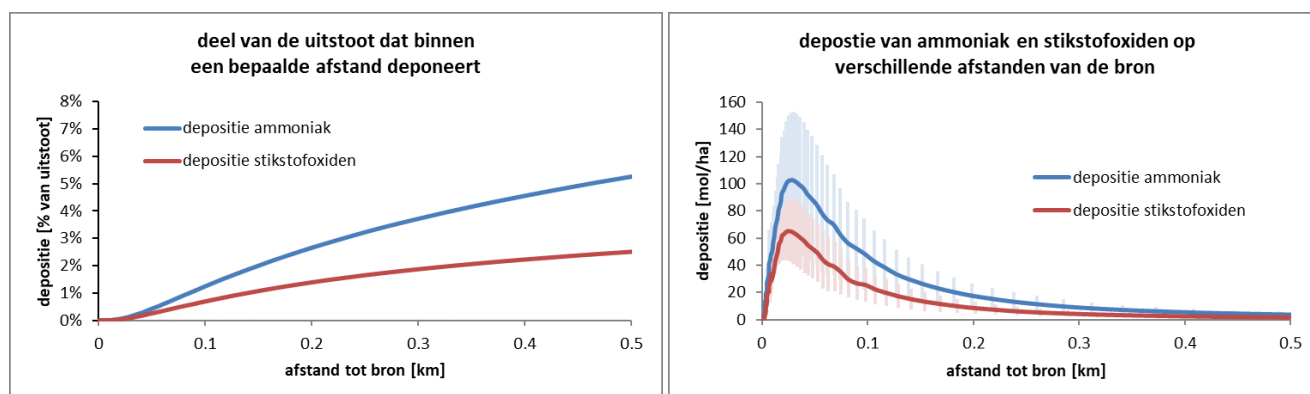 deel van de uitstoot dat binnen
een bepaalde afstand deponeert
8%
7%
6%
5%
4%
3%
2%
1%
0%
depositie [% van uitstoot]
depositie ammoniak
depositie stikstofoxiden
0
0.1
0.2
0.3
0.4
0.5
afstand tot bron [km]
depostie van ammoniak en stikstofoxiden op
verschillende afstanden van de bron
160
140
120
100
80
60
40
20
0
depositie [mol/ha]
depositie ammoniak
depositie stikstofoxiden
0
0.1
0.2
0.3
0.4
0.5
afstand tot bron [km]